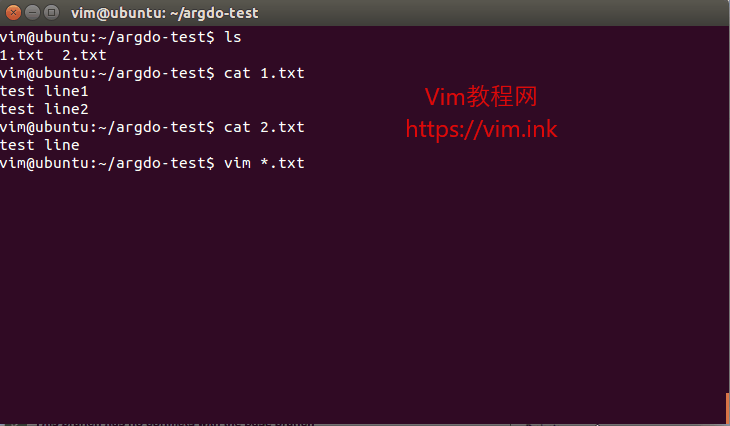 vim@ubuntu: ~/argdo-test
vim@ubuntu:~/argdo-test$ ls
1.txt  2.txt
vim@ubuntu:~/argdo-test$ cat 1.txt
test line1
test line2
vim@ubuntu:~/argdo-test$ cat 2.txt
test line
vim@ubuntu:~/argdo-test$ vim *.txt
Vim教程网
https://vim.ink